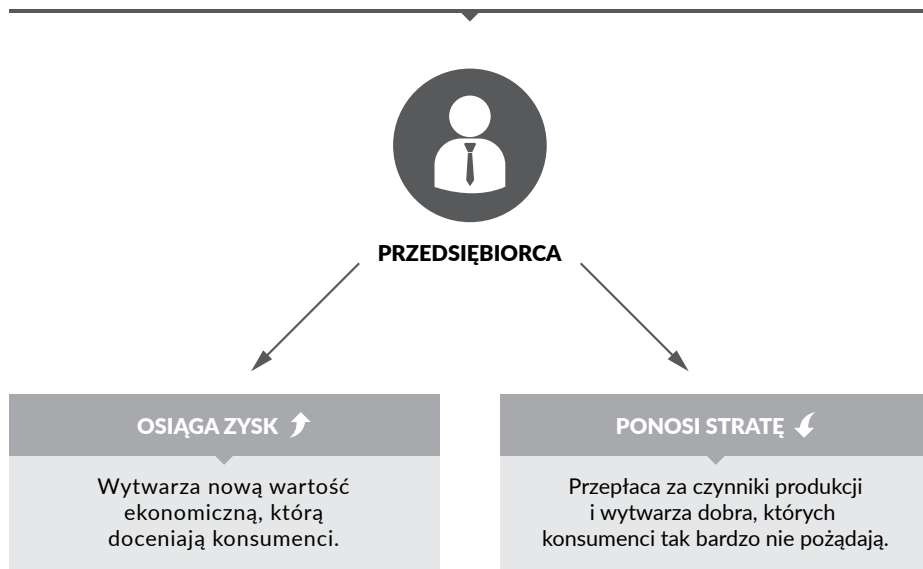 PRZEDSIĘBIORCA
OSIĄGA ZYSK
Wytwarza nową wartość
ekonomiczną, którą
doceniają konsumenci.
PONOSI STRATĘ
Przepłaca za czynniki produkcji
i wytwarza dobra, których
konsumenci tak bardzo nie pożądają.